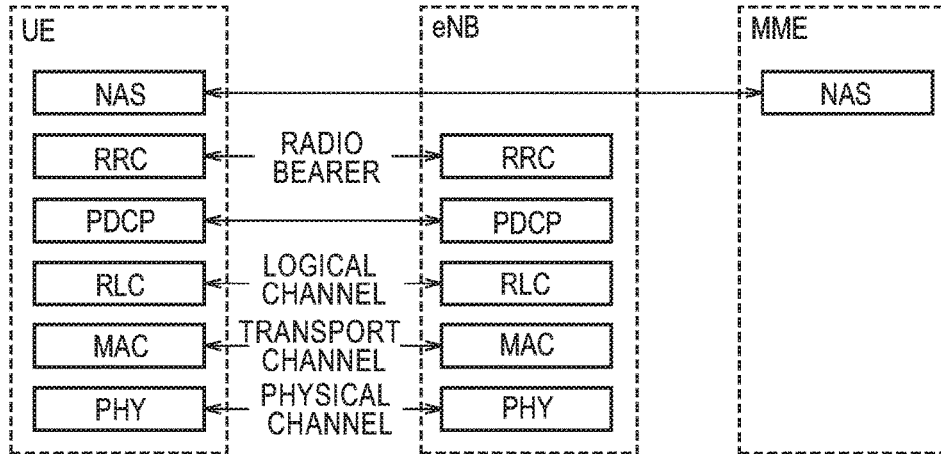 UE
eNB
MME
NAS
NAS
RRC
RADIO
BEARER
RRC
PDCP
PDCP
RLC
LOGICAL
CHANNEL
RLC
MAC
TRANSPORT
CHANNEL
MAC
PHY
PHYSICAL
CHANNEL
PHY